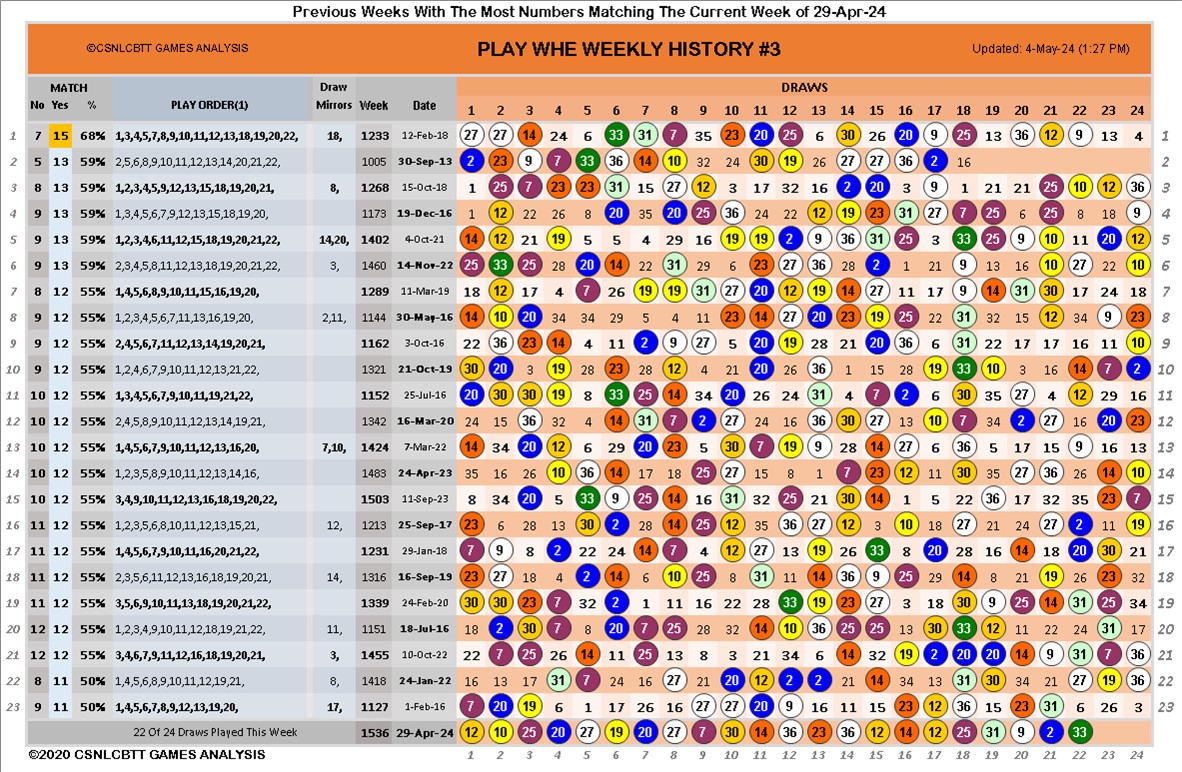 Previous Weeks With The Most Numbers Matching The Current Week of 29-Apr-24
©CSNLCBTT GAMES ANALYSIS PLAY WHE WEEKLY HISTORY #3 Updated: 4-May-24 (1:27 PM)
MATCH Draw DRAWS
No Yes % PLAY ORDER(1) Mirrors Week Date 1 2 3 4 5 6 7 8 9 10 11 12 13 14 15 16 17 18 19 20 21 22 23 24
1 7 15 68% 1,3,4,5,7,8,9,10,11,12,13,18,19,20,22, 18, 1233 12-Feb-18 27 27 14 24 6 33 31 7 35 23 20 25 6 30 26 20 9 25 13 36 12 9 13 4 1
2 5 13 59% 2,5,6,8,9,10,11,12,13,14,20,21,22, 1005 30-Sep-13 2 23 9 7 33 36 14 10 32 24 30 19 26 27 27 36 2 16 2
3 8 13 59% 1,2,3,4,5,9,12,13,15,18,19,20,21, 8, 1268 15-Oct-18 1 25 7 23 23 31 15 27 12 3 17 32 16 2 20 3 9 1 21 21 25 10 12 36 3
4 9 13 59% 1,3,4,5,6,7,9,12,13,15,18,19,20, 1173 19-Dec-16 1 12 22 26 8 20 35 20 25 36 24 22 12 19 23 31 27 7 25 6 25 8 18 9 4
5 9 13 59% 1,2,3,4,6,11,12,15,18,19,20,21,22, 14,20, 1402 4-Oct-21 14 12 21 19 5 5 4 29 16 19 19 2 9 36 31 25 3 33 25 9 10 11 20 12 5
6 9 13 59% 2,3,4,5,8,11,12,13,18,19,20,21,22, 3, 1460 14-Nov-22 25 33 25 28 20 14 22 31 29 6 23 27 36 28 2 1 21 9 13 16 10 27 22 10 6
7 8 12 55% 1,4,5,6,8,9,10,11,15,16,19,20, 1289 11-Mar-19 18 12 17 4 7 26 19 19 31 27 20 12 19 14 27 11 17 9 14 31 30 17 24 18 7
8 9 12 55% 1,2,3,4,5,6,7,11,13,16,19,20, 2,11, 1144 30-May-16 14 10 20 34 34 29 5 4 11 23 14 27 20 23 19 25 22 31 32 15 12 34 9 23 8
9 9 12 55% 2,4,5,6,7,11,12,13,14,19,20,21, 1162 3-Oct-16 22 36 23 14 4 11 2 9 27 11 20 19 28 21 20 36 6 31 22 17 17 16 11 10 9
10 9 12 55% 1,2,4,6,7,9,10,11,12,13,21,22, 1321 21-Oct-19 30 20 3 19 28 23 28 12 4 21 20 26 36 1 15 28 19 33 10 3 16 14 7 2 10
11 10 12 55% 1,3,4,5,6,7,9,10,11,19,21,22, 1152 25-Jul-16 20 30 30 19 8 33 25 14 34 20 26 24 31 4 7 2 6 30 35 27 4 12 29 16 11
12 10 12 55% 2,4,5,8,9,10,11,12,18,19,21,22, 1342 16-Mar-20 24 15 36 32 4 14 31 7 2 27 24 16 14 30 27 17 10 7 34 20 27 6 20 23 12
13 10 12 55% 1,4,5,6,7,9,10,11,12,13,16,20, 7,10, 1424 7-Mar-22 14 34 20 12 6 29 20 23 5 30 7 19 9 28 14 27 6 36 5 17 15 9 16 13 13
14 10 12 55% 1,2,3,5,8,9,10,11,12,13,14,16, 1483 24-Apr-23 35 16 26 10 36 14 17 18 25 27 15 8 1 7 23 12 11 30 35 27 36 26 14 10 14
15 10 12 55% 3,4,9,10,11,12,13,16,18,19,20,22, 1503 11-Sep-23 8 34 20 5 33 9 25 14 16 31 32 25 21 30 14 1 5 22 36 17 32 35 23 7 15
16 11 12 55% 1,2,3,5,6,8,10,11,12,13,15,21, 12, 1213 25-Sep-17 23 6 28 13 30 2 28 14 25 12 35 36 27 12 3 10 18 27 21 24 27 2 11 19 16
17 11 12 55% 1,4,5,6,7,9,10,11,16,20,21,22, 1231 29-Jan-18 7 9 8 2 22 24 14 7 4 12 27 13 19 26 33 8 20 28 16 14 18 20 30 21 17
18 11 12 55% 2,3,5,6,11,12,13,16,18,19,20,21, 14, 1316 16-Sep-19 23 27 18 4 2 14 6 10 25 8 31 11 14 36 9 25 29 14 8 21 19 26 23 32 18
19 11 12 55% 3,5,6,9,10,11,13,18,19,20,21,22, 1339 24-Feb-20 30 30 23 7 32 2 1 11 16 22 28 33 19 23 27 3 18 30 9 25 14 31 25 34 19
20 12 12 55% 1,2,3,4,9,10,11,12,18,19,21,22, 11, 1151 18-Jul-16 18 2 30 7 8 20 7 25 28 32 14 10 36 25 25 13 30 33 12 11 22 24 31 17 20
21 12 12 55% 3,4,6,7,9,11,12,16,18,19,20,21, 3, 1455 10-Oct-22 22 7 25 26 14 11 25 13 8 3 21 34 6 14 32 19 2 20 20 14 9 31 7 36 21
22 8 11 50% 1,4,5,6,8,9,10,11,12,19,21, 8, 1418 24-Jan-22 16 13 17 31 7 24 16 27 8 20 12 2 2 21 14 34 13 31 30 34 21 27 19 36 22
23 9 11 50% 1,4,5,6,7,8,9,12,13,19,20, 17, 1127 1-Feb-16 7 20 19 6 1 17 26 16 27 27 20 9 16 11 15 23 12 36 15 23 31 6 26 3 23
22 Of 24 Draws Played This Week 1536 29-Apr-24 12 10 25 20 27 19 20 27 7 30 14 36 23 36 12 14 12 25 31 9 2 33
©2020 CSNLCBTT GAMES ANALYSIS 1 2 3 4 5 6 7 8 9 10 11 12 13 14 15 16 17 18 19 20 21 22 23 24